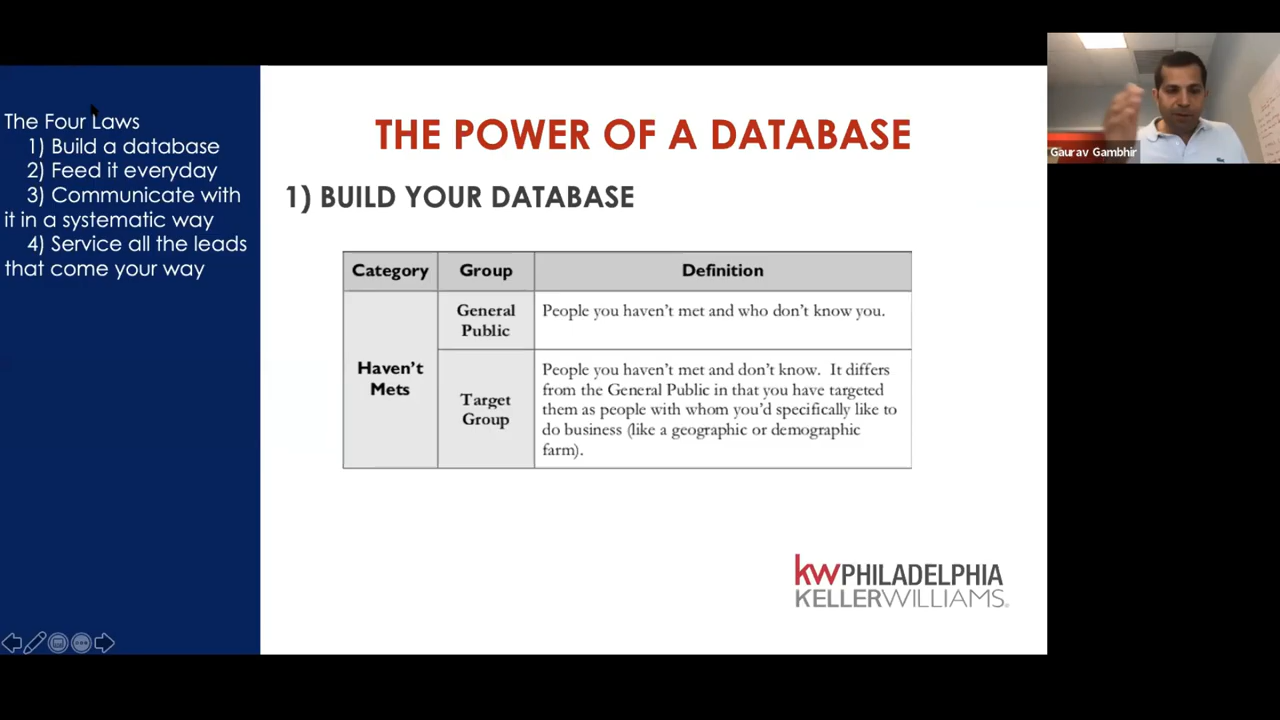 The Four Laws
1) Build a database
2) Feed it everyday
3) Communicate with
it in a systematic way
4) Service all the leads
that come your way
THE POWER OF A DATABASE
1) BUILD YOUR DATABASE
Category Group Definition
Haven't
Mets
General
Public
People you haven't met and who don't know you.
Target
Group
People you haven't met and don't know. It differs
from the General Public in that you have targeted
them as people with whom you'd specifically like to
do business (like a geographic or demographic
farm).
kwPHILADELPHIA
KELLERWILLIAMS®
Gaurav Gambhir